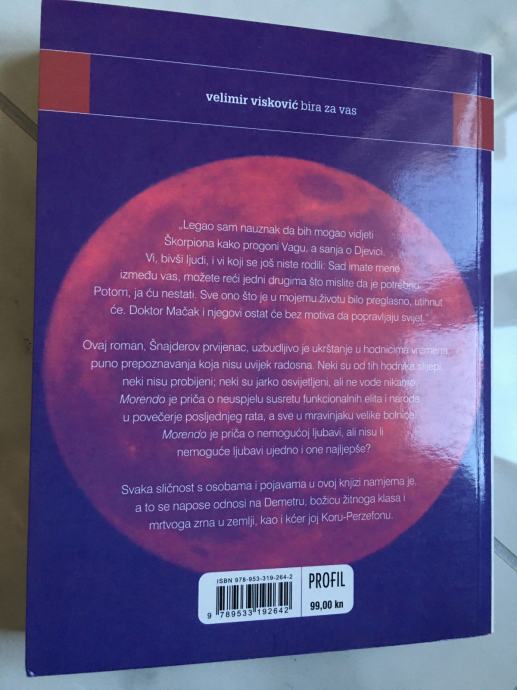 velimir visković bira za vas
„Legao sam nauznak da bih mogao vidjeti
Škorpiona kako progoni Vagu, a sanja o Djevici.
Vi, bivši ljudi, i vi koji se još niste rodili: Sad imate mene
između vas, možete reći jedni drugima što mislite da je potrebno.
Potom, ja ću nestati. Sve ono što je u mojemu životu bilo preglasno, utihnut
će. Doktor Mačak i njegovi ostat će bez motiva da popravljaju svijet."
Ovaj roman, Šnajderov prvijenac, uzbudljivo je ukrštanje u hodnicima vremena,
puno prepoznavanja koja nisu uvijek radosna. Neki su od tih hodnika slijepi,
neki nisu probijeni; neki su jarko osvijetljeni, ali ne vode nikamo.
Morendo je priča o neuspjelu susretu funkcionalnih elita i naroda
u povečerje posljednjeg rata, a sve u mravinjaku velike bolnice.
Morendo je priča o nemogućoj ljubavi, ali nisu li
nemoguće ljubavi ujedno i one najljepše?
Svaka sličnost s osobama i pojavama u ovoj knjizi namjerna je,
a to se napose odnosi na Demetru, božicu žitnoga klasa i
mrtvoga zrna u zemlji, kao i kćer joj Koru-Perzefonu.
ISBN 978-953-319-264-2
9 789533 192642
PROFIL
99,00 kn